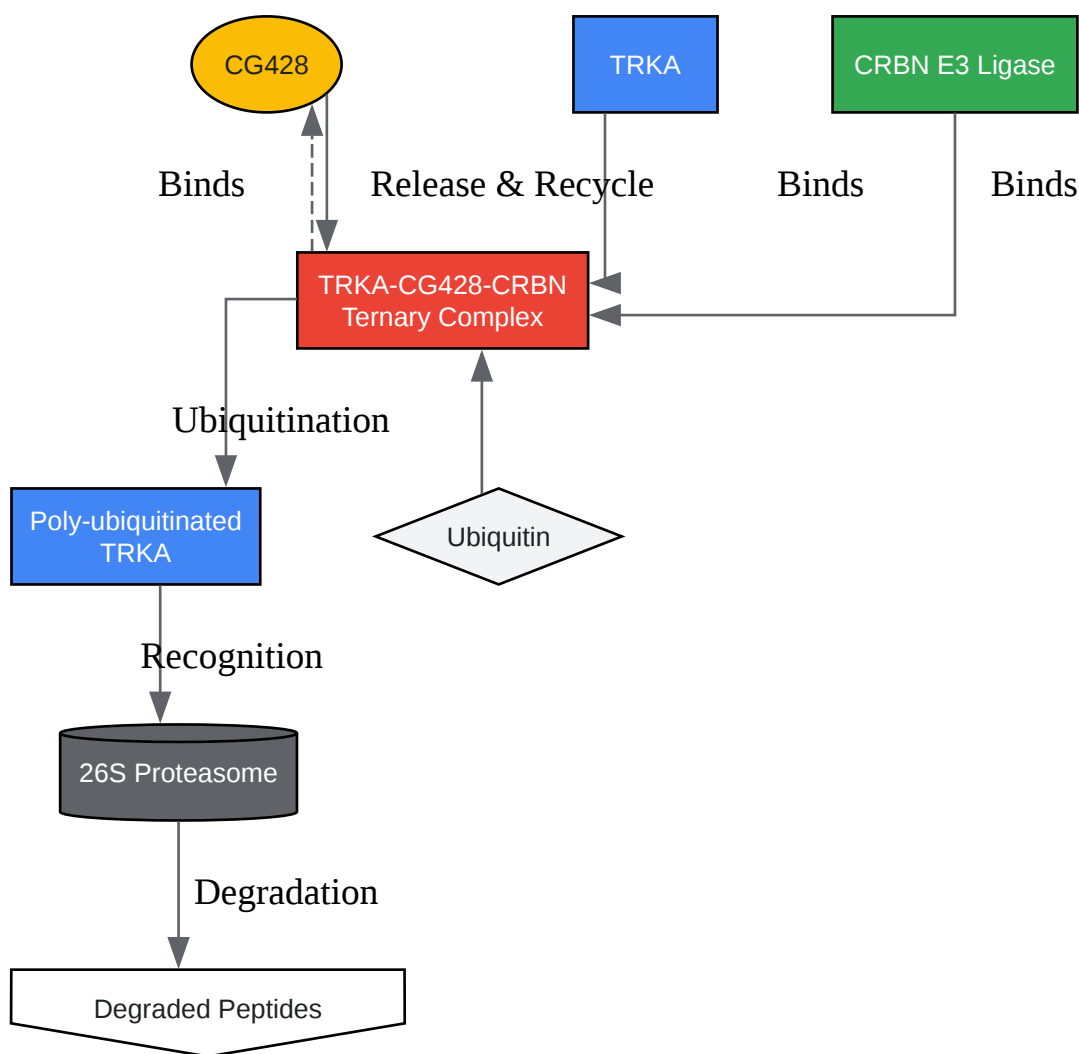 CG428
TRKA
CRBN E3 Ligase
Binds
Release & Recycle
Binds
Binds
TRKA-CG428-CRBN
Ternary Complex
Ubiquitination
Poly-ubiquitinated
TRKA
Ubiquitin
Recognition
26S Proteasome
Degradation
Degraded Peptides